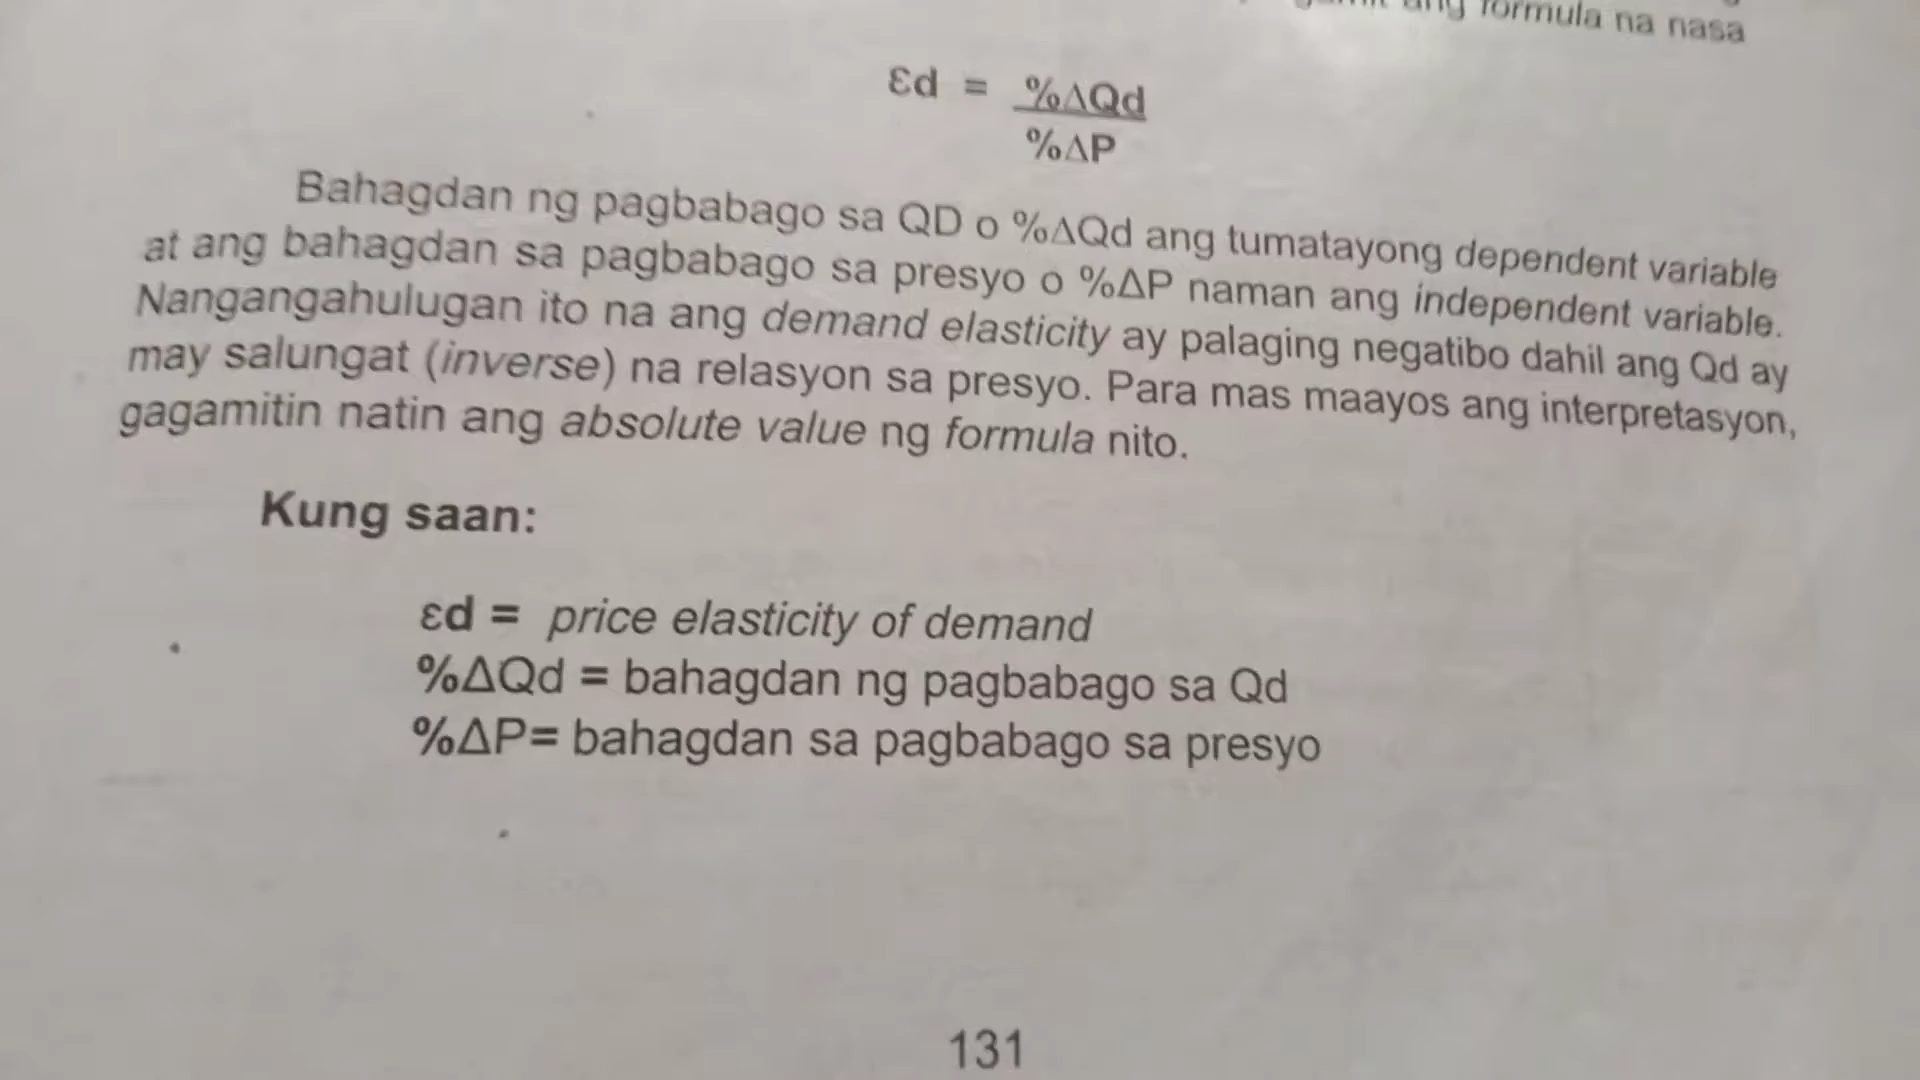 ang formula na nasa
εd = %ΔQd
%ΔP
Bahagdan ng pagbabago sa QD o %ΔQd ang tumatayong dependent variable
at ang bahagdan sa pagbabago sa presyo o %ΔP naman ang independent variable.
Nangangahulugan ito na ang demand elasticity ay palaging negatibo dahil ang Qd ay
may salungat (inverse) na relasyon sa presyo. Para mas maayos ang interpretasyon,
gagamitin natin ang absolute value ng formula nito.
Kung saan:
εd = price elasticity of demand
%ΔQd = bahagdan ng pagbabago sa Qd
%ΔP= bahagdan sa pagbabago sa presyo
131